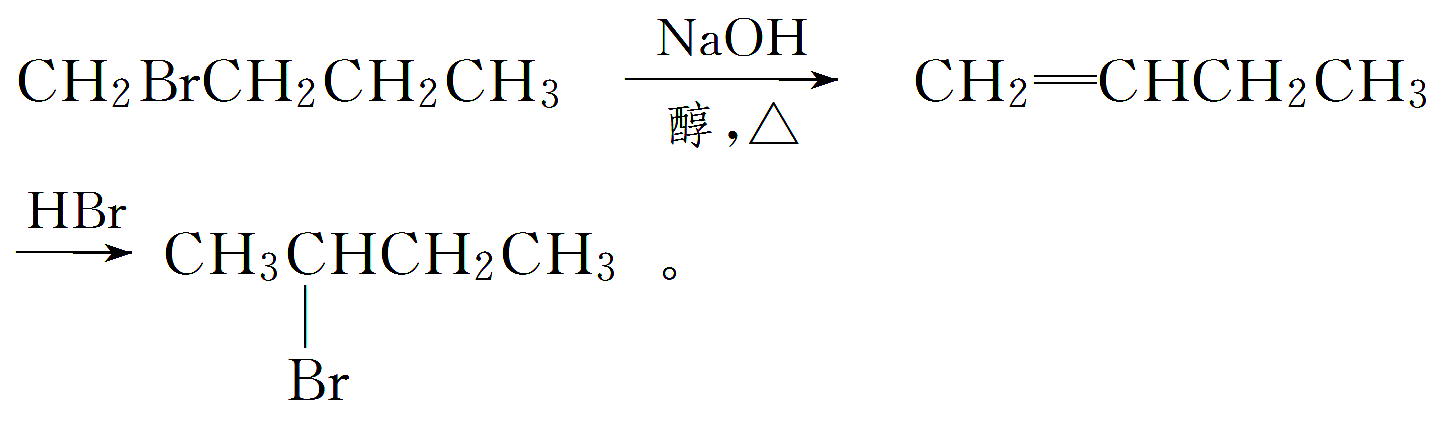 NaOH
CH₂BrCH₂CH₂CH₃ ⟶ CH₂═CHCH₂CH₃
醇,△
HBr
⟶ CH₃CHCH₂CH₃ 。
Br